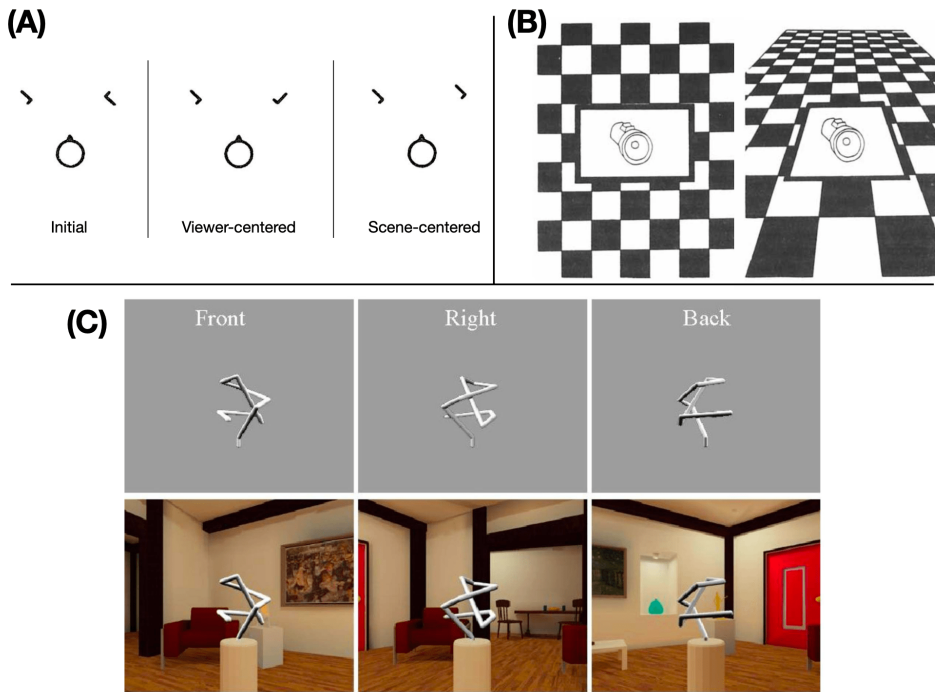 (A)
Initial
Viewer-centered
Scene-centered
(B)
(C)
Front
Right
Back